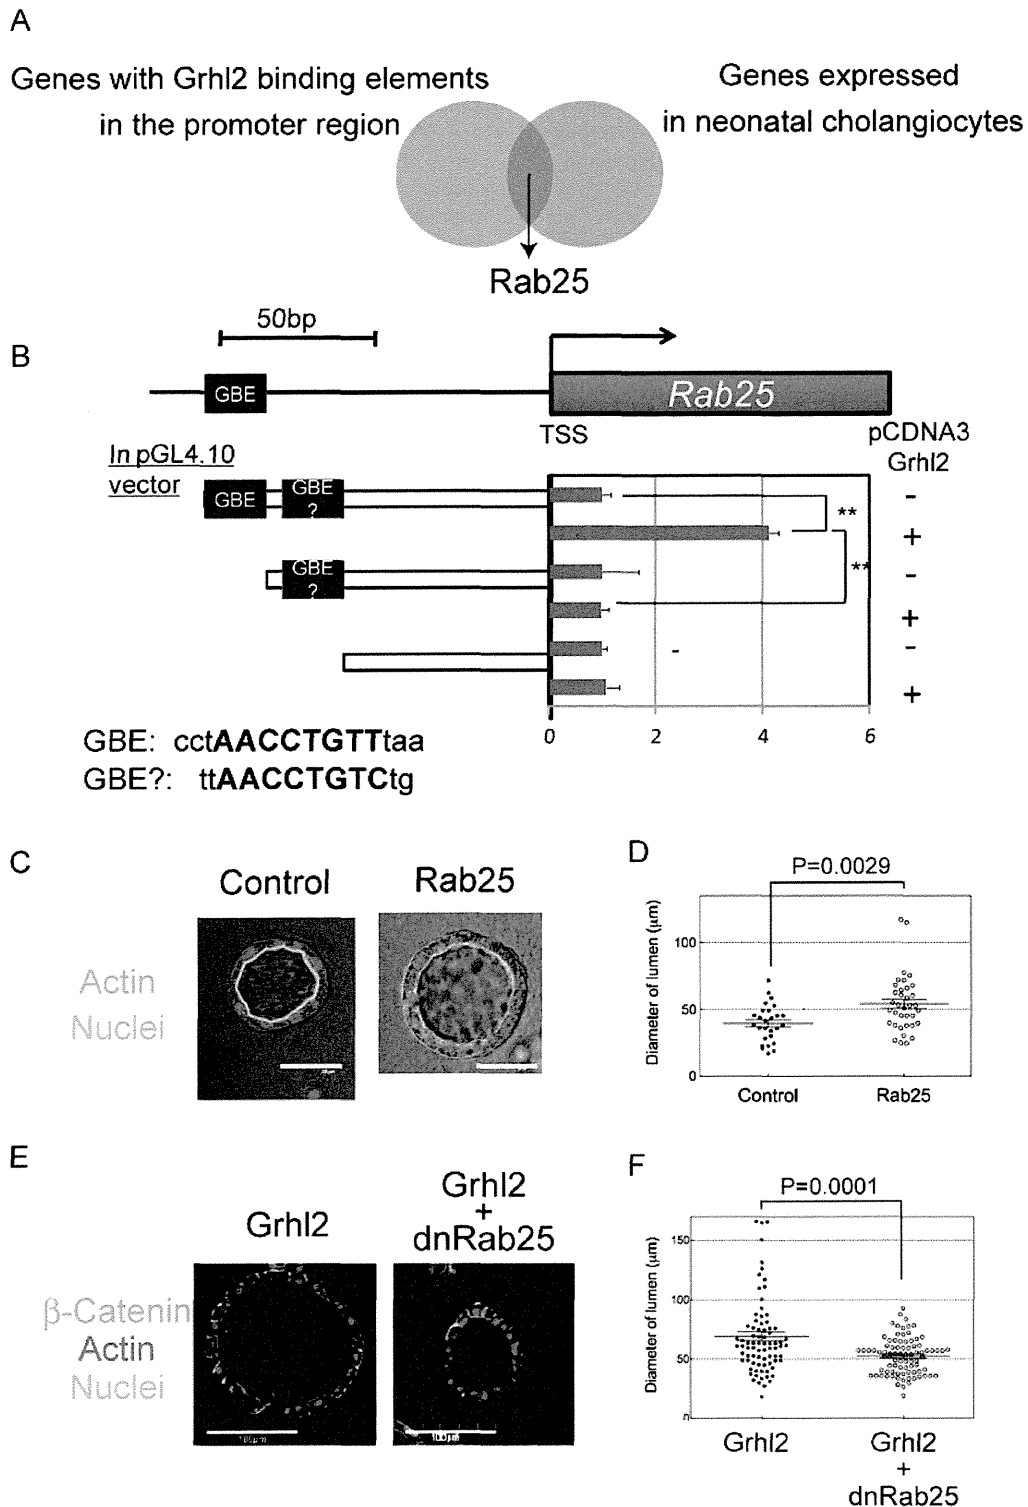 A
Genes with Grhl2 binding elements
in the promoter region
Genes expressed
in neonatal cholangiocytes
Rab25
B
50bp
GBE
Rab25
TSS
pCDNA3
Grhl2
In pGL4.10
vector
GBE
GBE
?
-
**
+
GBE
?
-
**
+
-
-
+
0 2 4 6
GBE: cctAACCTGTTtaa
GBE?: ttAACCTGTCtg
C
Control
Rab25
Actin
Nuclei
D
P=0.0029
Diameter of lumen (μm)
100
50
0
Control
Rab25
E
Grhl2
Grhl2
+
dnRab25
β-Catenin
Actin
Nuclei
100μm
100μm
F
P=0.0001
Diameter of lumen (μm)
150
100
50
0
Grhl2
Grhl2
+
dnRab25